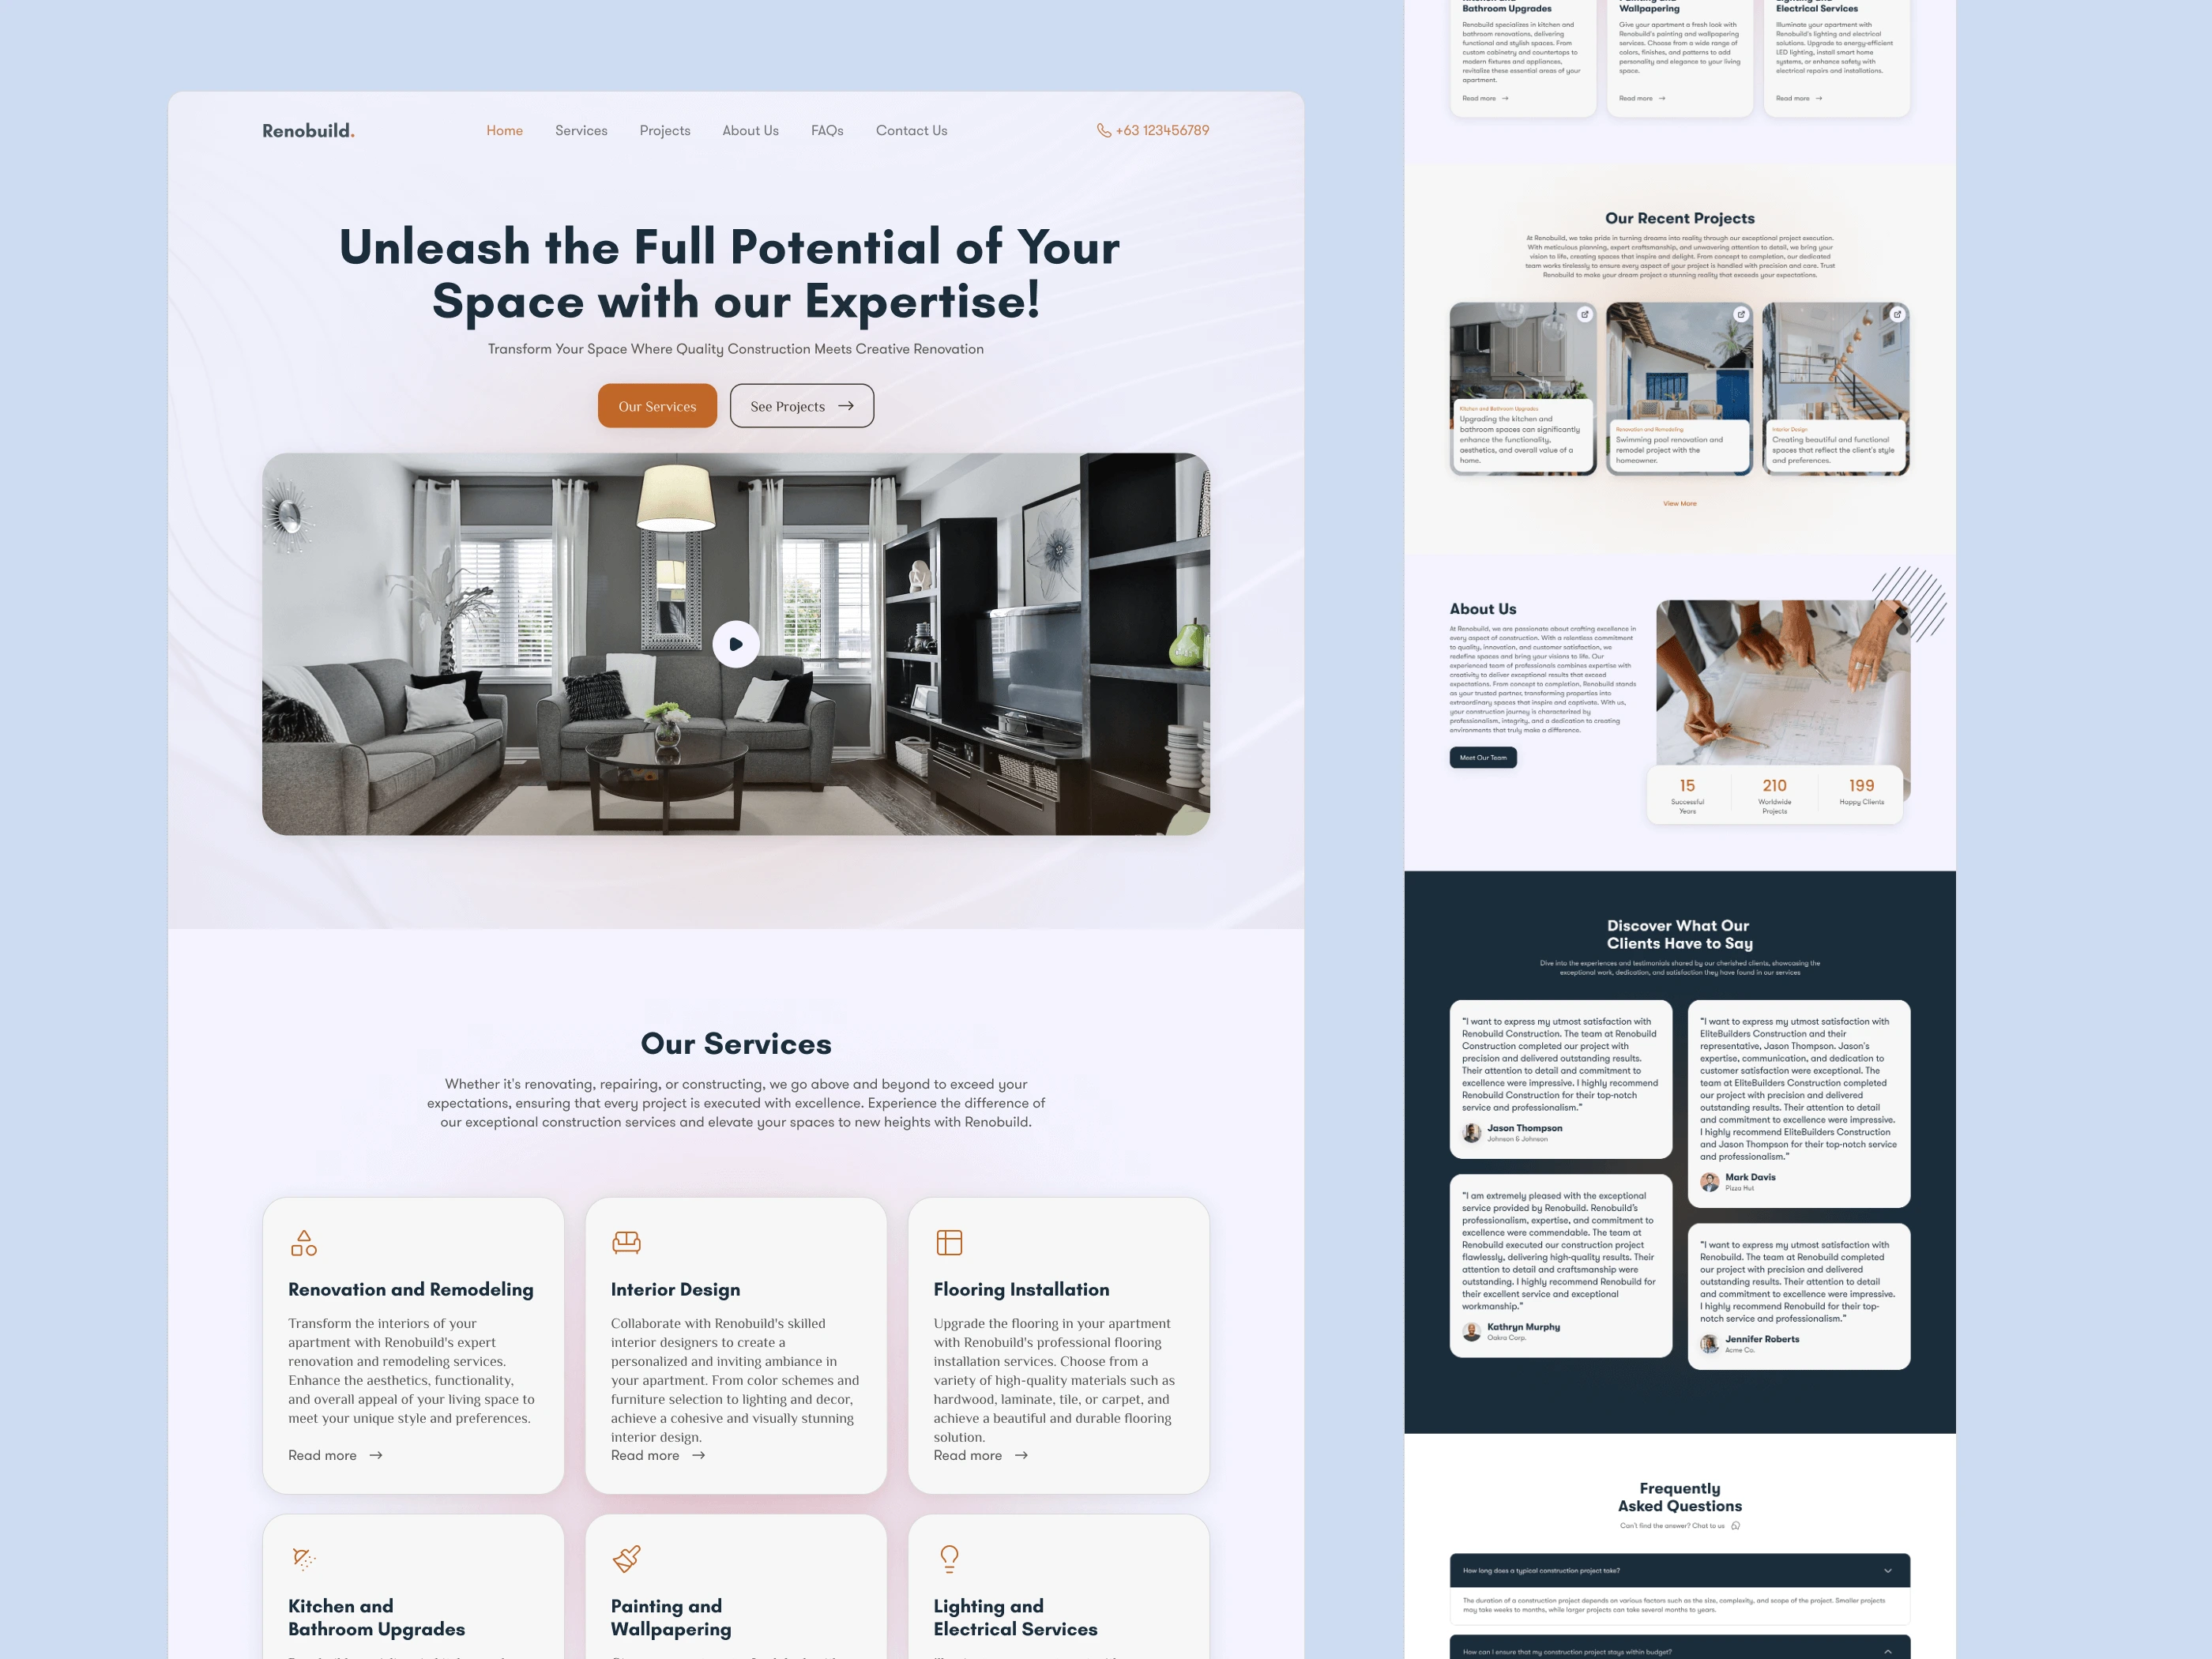 Renobuild.
Home
Services
Projects
About Us
FAQs
Contact Us
+63 123456789
Unleash the Full Potential of Your
Space with our Expertise!
Transform Your Space Where Quality Construction Meets Creative Renovation
Our Services
See Projects
Our Services
Whether it's renovating, repairing, or constructing, we go above and beyond to exceed your
expectations, ensuring that every project is executed with excellence. Experience the difference of
our exceptional construction services and elevate your spaces to new heights with Renobuild.
Renovation and Remodeling
Transform the interiors of your
apartment with Renobuild's expert
renovation and remodeling services.
Enhance the aesthetics, functionality,
and overall appeal of your living space to
meet your unique style and preferences.
Read more
Interior Design
Collaborate with Renobuild's skilled
interior designers to create a
personalized and inviting ambiance in
your apartment. From color schemes and
furniture selection to lighting and decor,
achieve a cohesive and visually stunning
interior design.
Read more
Flooring Installation
Upgrade the flooring in your apartment
with Renobuild's professional flooring
installation services. Choose from a
variety of high-quality materials such as
hardwood, laminate, tile, or carpet, and
achieve a beautiful and durable flooring
solution.
Read more
Kitchen and
Bathroom Upgrades
Painting and
Wallpapering
Lighting and
Electrical Services
Bathroom Upgrades
Renobuild specializes in kitchen and
bathroom renovations, delivering
functional and stylish spaces. From
custom cabinetry and countertops to
modern fixtures and appliances,
revitalize these essential areas of your
apartment.
Read more
Wallpapering
Give your apartment a fresh look with
Renobuild's painting and wallpapering
services. Choose from a wide range of
colors, finishes, and patterns to add
personality and elegance to your living
space.
Read more
Electrical Services
Illuminate your apartment with
Renobuild's lighting and electrical
solutions. Upgrade to energy-efficient
LED lighting, install smart home
systems, or enhance safety with
electrical repairs and installations.
Read more
Our Recent Projects
At Renobuild, we take pride in turning dreams into reality through our exceptional project execution.
With meticulous planning, expert craftsmanship, and unwavering attention to detail, we bring your
vision to life, creating spaces that inspire and delight. From concept to completion, our dedicated
team works tirelessly to ensure every aspect of your project is handled with precision and care. Trust
Renobuild to make your dream project a stunning reality that exceeds your expectations.
Kitchen and Bathroom Upgrades
Upgrading the kitchen and
bathroom spaces can significantly
enhance the functionality,
aesthetics, and overall value of a
home.
Renovation and Remodeling
Swimming pool renovation and
remodel project with the
homeowner.
Interior Design
Creating beautiful and functional
spaces that reflect the client's style
and preferences.
View More
About Us
At Renobuild, we are passionate about crafting excellence in
every aspect of construction. With a relentless commitment
to quality, innovation, and customer satisfaction, we
redefine spaces and bring your visions to life. Our
experienced team of professionals combines expertise with
creativity to deliver exceptional results that exceed
expectations. From concept to completion, Renobuild stands
as your trusted partner, transforming properties into
extraordinary spaces that inspire and captivate. With us,
your construction journey is characterized by
professionalism, integrity, and a dedication to creating
environments that truly make a difference.
Meet Our Team
15
Successful
Years
210
Worldwide
Projects
199
Happy Clients
Discover What Our
Clients Have to Say
Dive into the experiences and testimonials shared by our cherished clients, showcasing the
exceptional work, dedication, and satisfaction they have found in our services
"I want to express my utmost satisfaction with
Renobuild Construction. The team at Renobuild
Construction completed our project with
precision and delivered outstanding results.
Their attention to detail and commitment to
excellence were impressive. I highly recommend
Renobuild Construction for their top-notch
service and professionalism."
Jason Thompson
Johnson & Johnson
"I am extremely pleased with the exceptional
service provided by Renobuild. Renobuild's
professionalism, expertise, and commitment to
excellence were commendable. The team at
Renobuild executed our construction project
flawlessly, delivering high-quality results. Their
attention to detail and craftsmanship were
outstanding. I highly recommend Renobuild for
their excellent service and exceptional
workmanship."
Kathryn Murphy
Oakra Corp.
"I want to express my utmost satisfaction with
EliteBuilders Construction and their
representative, Jason Thompson. Jason's
expertise, communication, and dedication to
customer satisfaction were exceptional. The
team at EliteBuilders Construction completed
our project with precision and delivered
outstanding results. Their attention to detail
and commitment to excellence were impressive.
I highly recommend EliteBuilders Construction
and Jason Thompson for their top-notch service
and professionalism."
Mark Davis
Pizza Hut
"I want to express my utmost satisfaction with
Renobuild. The team at Renobuild completed
our project with precision and delivered
outstanding results. Their attention to detail
and commitment to excellence were impressive.
I highly recommend Renobuild for their top-
notch service and professionalism."
Jennifer Roberts
Acme Co.
Frequently
Asked Questions
Can't find the answer? Chat to us
How long does a typical construction project take?
The duration of a construction project depends on various factors such as the size, complexity, and scope of the project. Smaller projects
may take weeks to months, while larger projects can take several months to years.
How can I ensure that my construction project stays within budget?